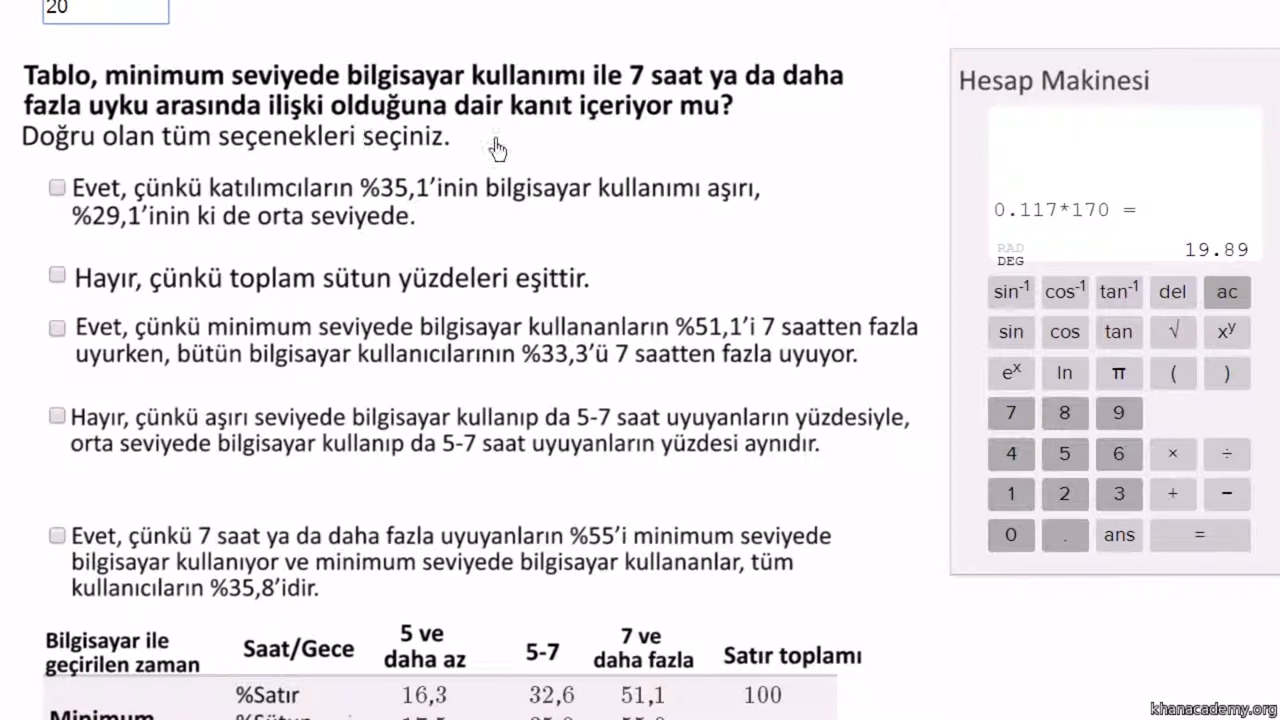 20
Tablo, minimum seviyede bilgisayar kullanımı ile 7 saat ya da daha
fazla uyku arasında ilişki olduğuna dair kanıt içeriyor mu?
Doğru olan tüm seçenekleri seçiniz.
Evet, çünkü katılımcıların %35,1’inin bilgisayar kullanımı aşırı,
%29,1’inin ki de orta seviyede.
Hayır, çünkü toplam sütun yüzdeleri eşittir.
Evet, çünkü minimum seviyede bilgisayar kullananların %51,1’i 7 saatten fazla
uyurken, bütün bilgisayar kullanıcılarının %33,3’ü 7 saatten fazla uyuyor.
Hayır, çünkü aşırı seviyede bilgisayar kullanıp da 5-7 saat uyuyanların yüzdesiyle,
orta seviyede bilgisayar kullanıp da 5-7 saat uyuyanların yüzdesi aynıdır.
Evet, çünkü 7 saat ya da daha fazla uyuyanların %55’i minimum seviyede
bilgisayar kullanıyor ve minimum seviyede bilgisayar kullananlar, tüm
kullanıcıların %35,8’idir.
Bilgisayar ile geçirilen zaman Saat/Gece 5 ve daha az 5-7 7 ve daha fazla Satır toplamı
%Satır 16,3 32,6 51,1 100
Minimum
Hesap Makinesi
0.117*170 =
RAD
DEG 19.89
sin-1 cos-1 tan-1 del ac
sin cos tan √ xy
ex ln π ( )
7 8 9
4 5 6 × ÷
1 2 3 + −
0 . ans =
khanacademy.org